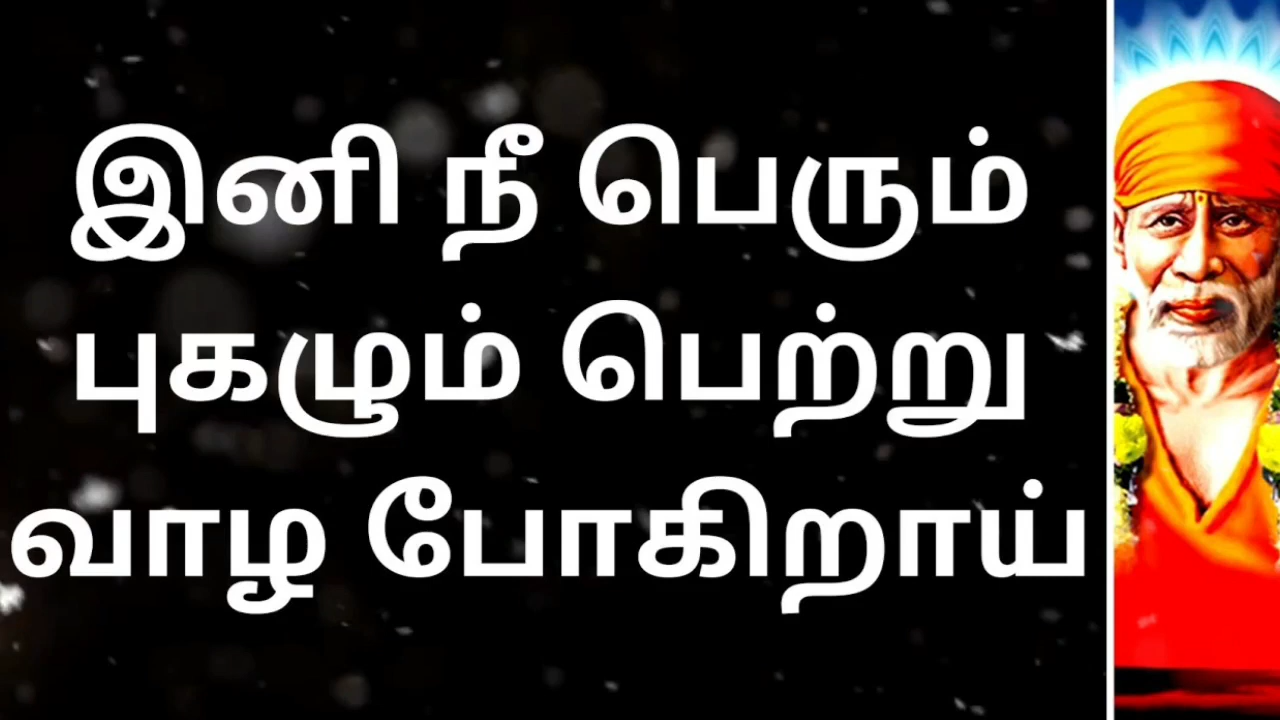 இனி நீ பெரும்
புகழும் பெற்று
வாழ போகிறாய்